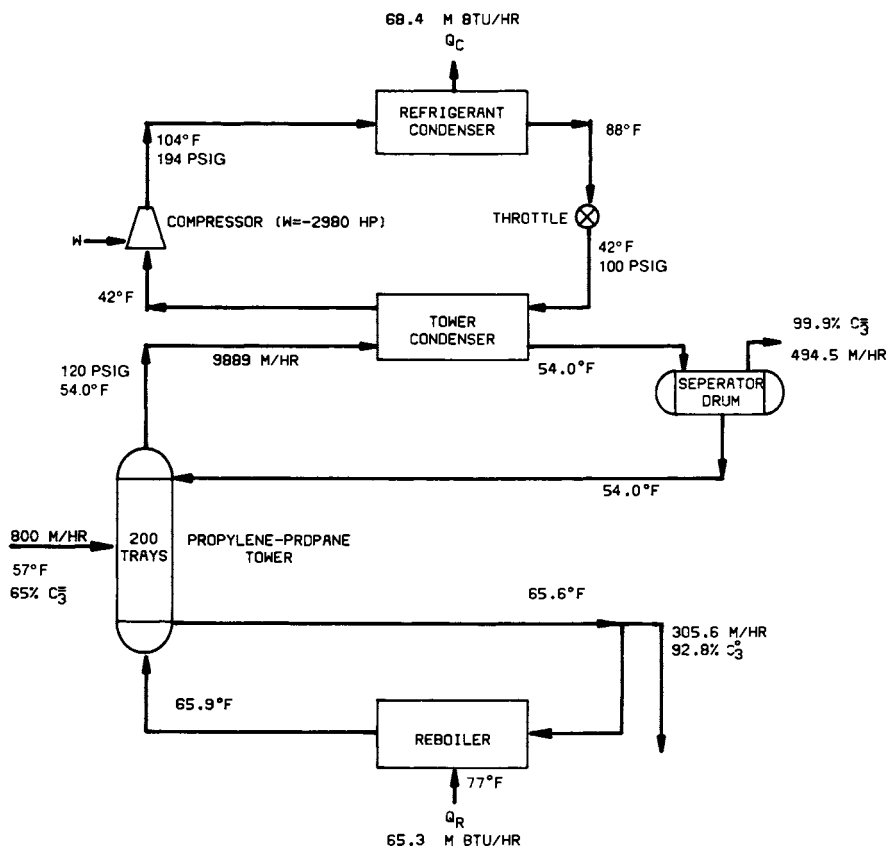 68.4 M BTU/HR
QC
REFRIGERANT
CONDENSER
104°F
194 PSIG
88°F
COMPRESSOR (W=-2980 HP)
W
THROTTLE
42°F
100 PSIG
42°F
TOWER
CONDENSER
99.9% C3=
494.5 M/HR
9889 M/HR
120 PSIG
54.0°F
54.0°F
SEPERATOR
DRUM
54.0°F
800 M/HR
57°F
65% C3=
200
TRAYS
PROPYLENE-PROPANE
TOWER
65.6°F
305.6 M/HR
92.8% C3°
65.9°F
REBOILER
77°F
QR
65.3 M BTU/HR